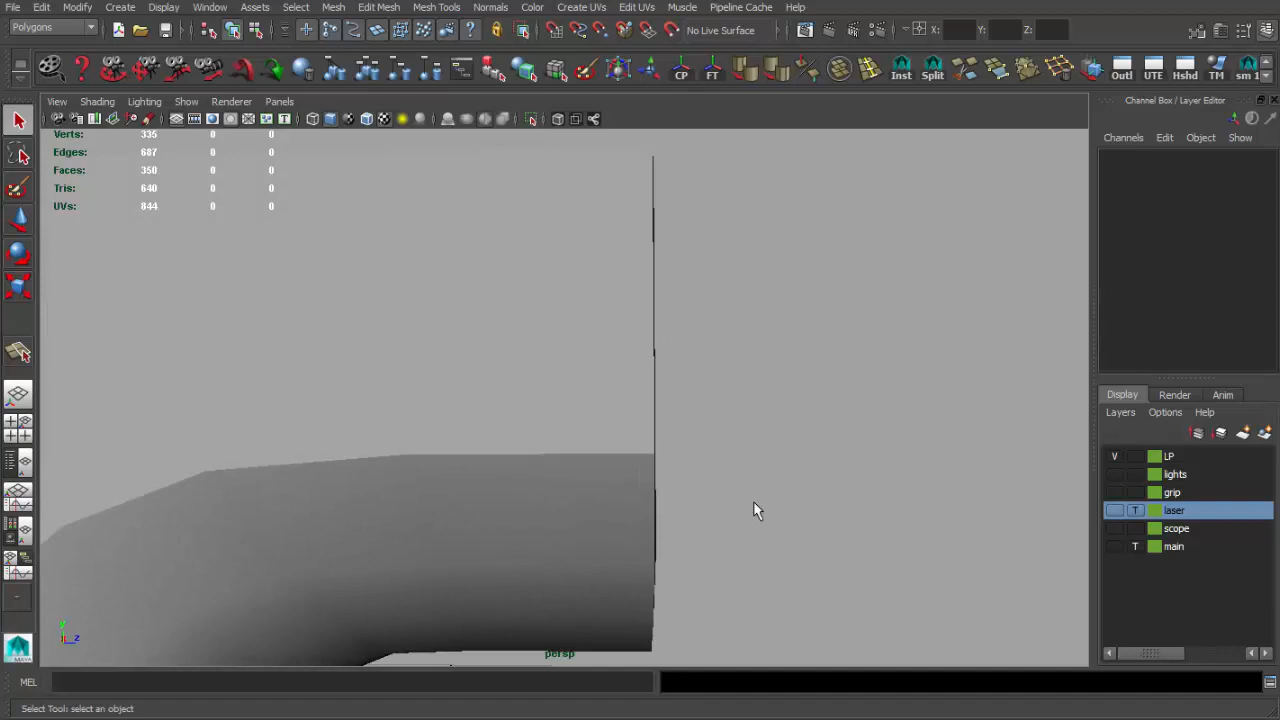 File Edit Modify Create Display Window Assets Select Mesh Edit Mesh Mesh Tools Normals Color Create UVs Edit UVs Muscle Pipeline Cache Help
Polygons No Live Surface X: Y: Z:
CP FT Inst Split Outl UTE Hshd TM sm 1
View Shading Lighting Show Renderer Panels
Channel Box / Layer Editor
Channels Edit Object Show
Verts: 335 0 0
Edges: 687 0 0
Faces: 350 0 0
Tris: 640 0 0
UVs: 844 0 0
Display Render Anim
Layers Options Help
V LP
lights
grip
T laser
scope
T main
y
z
persp
MAYA
MEL
Select Tool: select an object